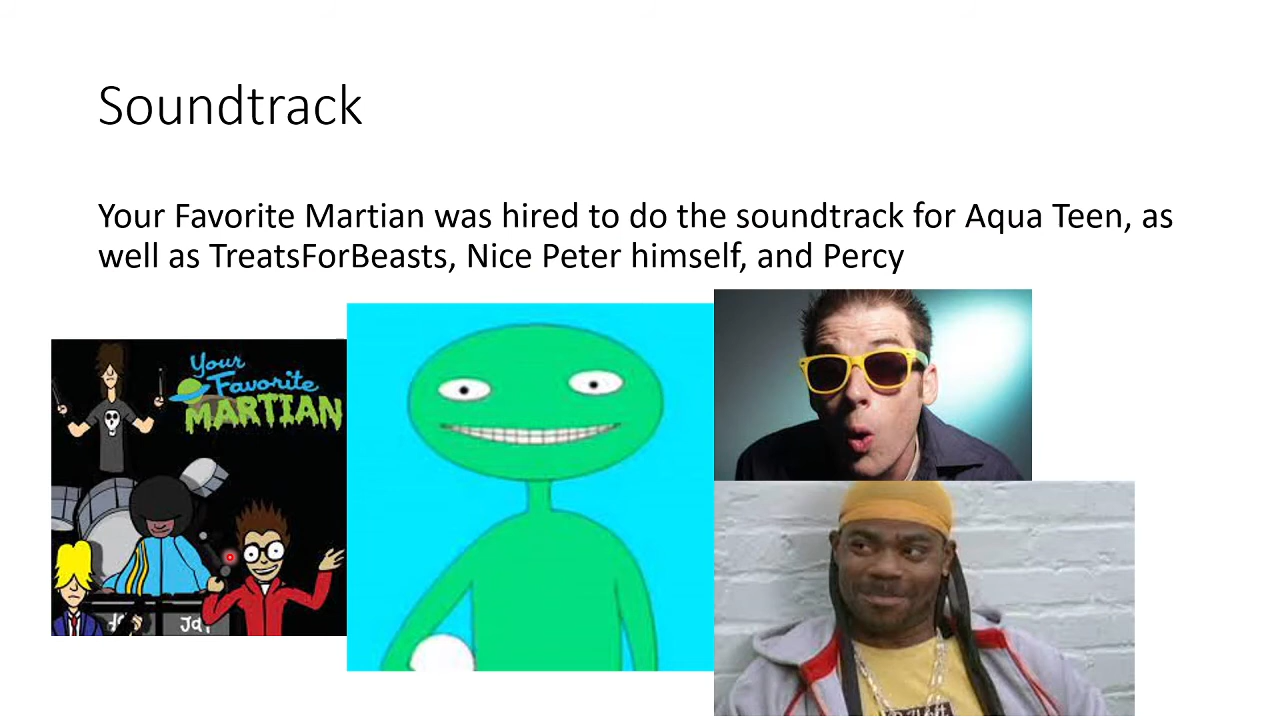 Soundtrack
Your Favorite Martian was hired to do the soundtrack for Aqua Teen, as
well as TreatsForBeasts, Nice Peter himself, and Percy
Your
Favorite
MARTIAN